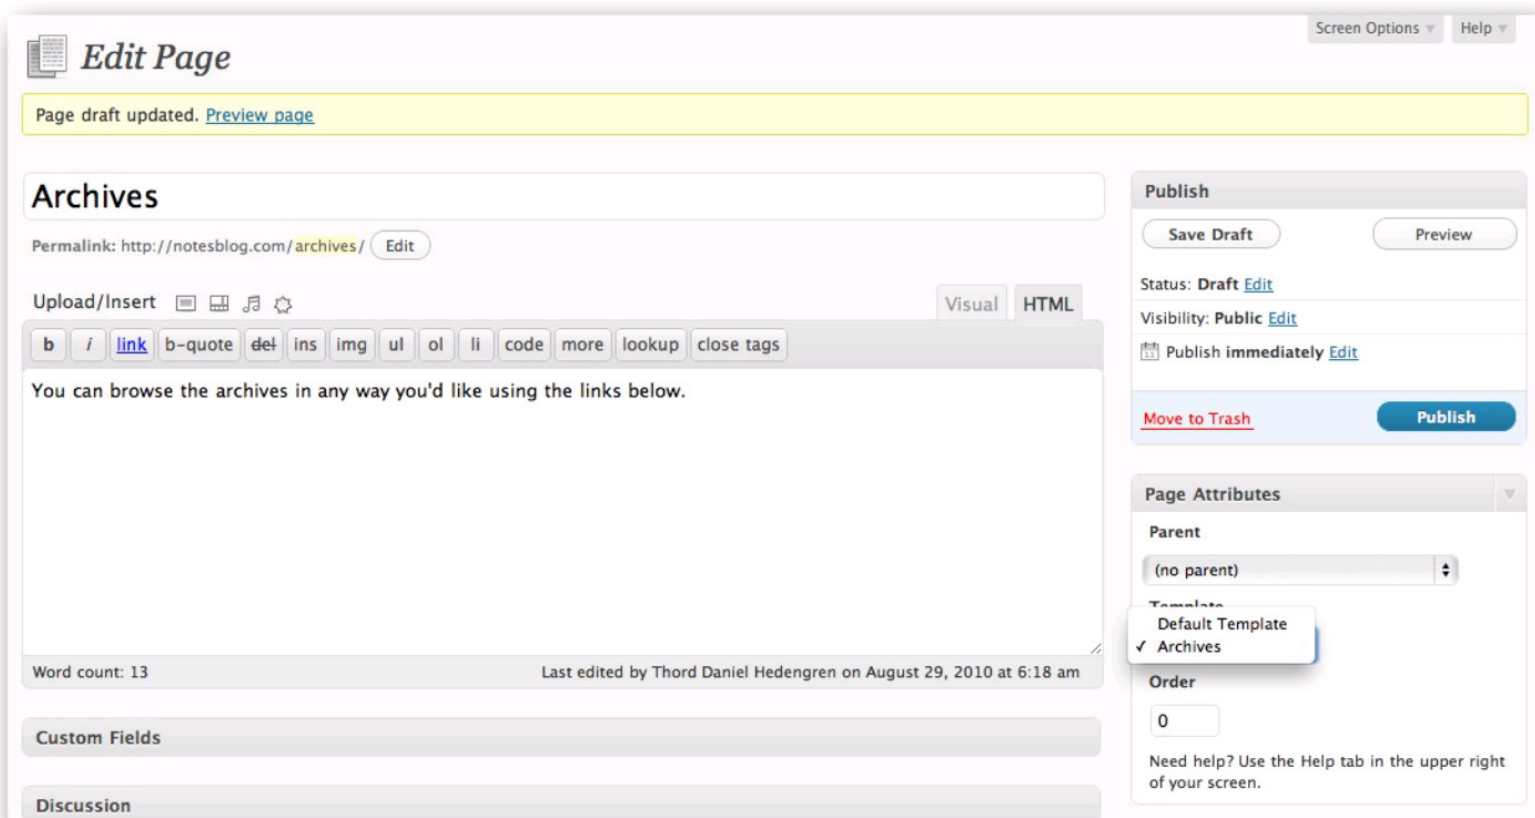 Screen Options Help
Edit Page
Page draft updated. Preview page
Archives
Permalink: http://notesblog.com/archives/ Edit
Upload/Insert
Visual HTML
b i link b-quote del ins img ul ol li code more lookup close tags
You can browse the archives in any way you'd like using the links below.
Word count: 13 Last edited by Thord Daniel Hedengren on August 29, 2010 at 6:18 am
Custom Fields
Discussion
Publish
Save Draft Preview
Status: Draft Edit
Visibility: Public Edit
Publish immediately Edit
Move to Trash Publish
Page Attributes
Parent
(no parent)
Template
Default Template
✓ Archives
Order
0
Need help? Use the Help tab in the upper right
of your screen.